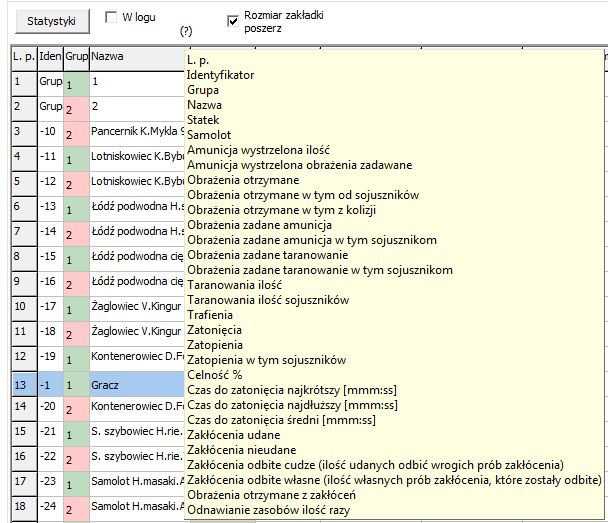 Statystyki
W logu
(?)
Rozmiar zakładki
poszerz
L. p. Iden Grup Nazwa
1 Grup 1 1
2 Grup 2 2
3 -10 2 Pancernik K.Mykla
4 -11 1 Lotniskowiec K.Byb
5 -12 2 Lotniskowiec K.Byb
6 -13 1 Łódź podwodna H.s
7 -14 2 Łódź podwodna H.s
8 -15 1 Łódź podwodna cię
9 -16 2 Łódź podwodna cię
10 -17 1 Żaglowiec V.Kingur
11 -18 2 Żaglowiec V.Kingur
12 -19 1 Kontenerowiec D.F
13 -1 1 Gracz
14 -20 2 Kontenerowiec D.F
15 -21 1 S. szybowiec H.rie.
16 -22 2 S. szybowiec H.rie.
17 -23 1 Samolot H.masaki.A
18 -24 2 Samolot H.masaki.A
L. p.
Identyfikator
Grupa
Nazwa
Statek
Samolot
Amunicja wystrzelona ilość
Amunicja wystrzelona obrażenia zadawane
Obrażenia otrzymane
Obrażenia otrzymane w tym od sojuszników
Obrażenia otrzymane w tym z kolizji
Obrażenia zadane amunicja
Obrażenia zadane amunicja w tym sojusznikom
Obrażenia zadane taranowanie
Obrażenia zadane taranowanie w tym sojusznikom
Taranowania ilość
Taranowania ilość sojuszników
Trafienia
Zatonięcia
Zatopienia
Zatopienia w tym sojuszników
Celność %
Czas do zatonięcia najkrótszy [mmm:ss]
Czas do zatonięcia najdłuższy [mmm:ss]
Czas do zatonięcia średni [mmm:ss]
Zakłócenia udane
Zakłócenia nieudane
Zakłócenia odbite cudze (ilość udanych odbić wrogich prób zakłócenia)
Zakłócenia odbite własne (ilość własnych prób zakłócenia, które zostały odbite)
Obrażenia otrzymane z zakłóceń
Odnawianie zasobów ilość razy